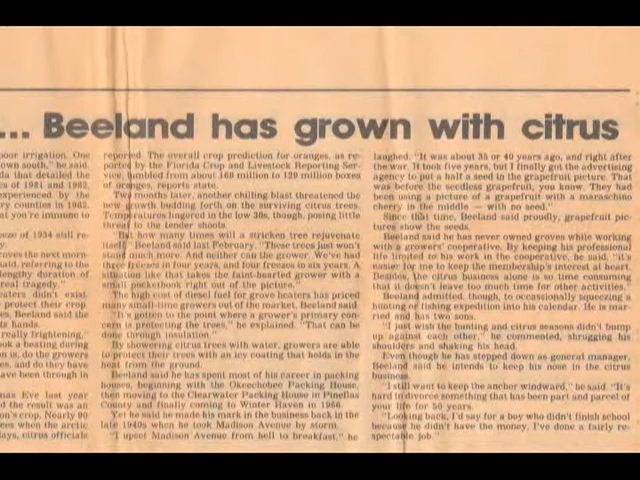 ... Beeland has grown with citrus
poor irrigation. One
own south," he said.
da that detailed the
es of 1981 and 1982,
xperienced by the
ry counties in 1982.
at you're immune to
eeze of 1934 still re-
y.
eceives the next morn-
said, referring to the
lengthy duration of
real tragedy."
eaters didn't exist.
protect their crop.
es, Beeland said the
ts hands.
really frightening,"
ook a beating during
on is, do the growers
es, and do they have
ave been through in
mas Eve last year
d of the result was an
on's crop. Nearly 90
ees when the arctic
days, citrus officials
reported. The overall crop prediction for oranges, as re-
ported by the Florida Crop and Livestock Reporting Ser-
vice, tumbled from about 168 million to 129 million boxes
of oranges, reports state.
Two months later, another chilling blast threatened the
new growth budding forth on the surviving citrus trees.
Temperatures lingered in the low 30s, though, posing little
threat to the tender shoots.
"But how many times will a stricken tree rejuvenate
itself," Beeland said last February. "Those trees just won't
stand much more. And neither can the grower. We've had
three freezes in four years, and four freezes in six years. A
situation like that takes the faint-hearted grower with a
small pocketbook right out of the picture."
The high cost of diesel fuel for grove heaters has priced
many small-time growers out of the market, Beeland said.
"It's gotten to the point where a grower's primary con-
cern is protecting the trees," he explained. "That can be
done through insulation."
By showering citrus trees with water, growers are able
to protect their trees with an icy coating that holds in the
heat from the ground.
Beeland said has spent most of his career in packing
houses, beginning with the Okeechobee Packing House,
then moving to the Clearwater Packing House in Pinellas
County and finally coming to Winter Haven in 1966.
Yet he said he made his mark in the business back in the
late 1940s when he took Madison Avenue by storm.
"I upset Madison Avenue from hell to breakfast," he
laughed. "It was about 35 or 40 years ago, and right after
the war. It took five years, but I finally got the advertising
agency to put a half a seed in the grapefruit picture. That
was before the seedless grapefruit, you know. They had
been using a picture of a grapefruit with a maraschino
cherry in the middle — with no seed."
Since that time, Beeland said proudly, grapefruit pic-
tures show the seeds.
Beeland said he has never owned groves while working
with a growers' cooperative. By keeping his professional
life limited to his work in the cooperative, he said, "it's
easier for me to keep the membership's interest at heart.
Besides, the citrus business alone is so time consuming
that it doesn't leave too much time for other activities."
Beeland admitted, though, to occassionally squeezing a
hunting or fishing expedition into his calendar. He is mar-
ried and has two sons.
"I just wish the hunting and citrus seasons didn't bump
up against each other," he commented, shrugging his
shoulders and shaking his head.
Even though he has stepped down as general manager,
Beeland said he intends to keep his nose in the citrus
business.
"I still want to keep the anchor windward," he said. "It's
hard to divorce something that has been part and parcel of
your life for 50 years.
"Looking back, I'd say for a boy who didn't finish school
because he didn't have the money, I've done a fairly re-
spectable job."